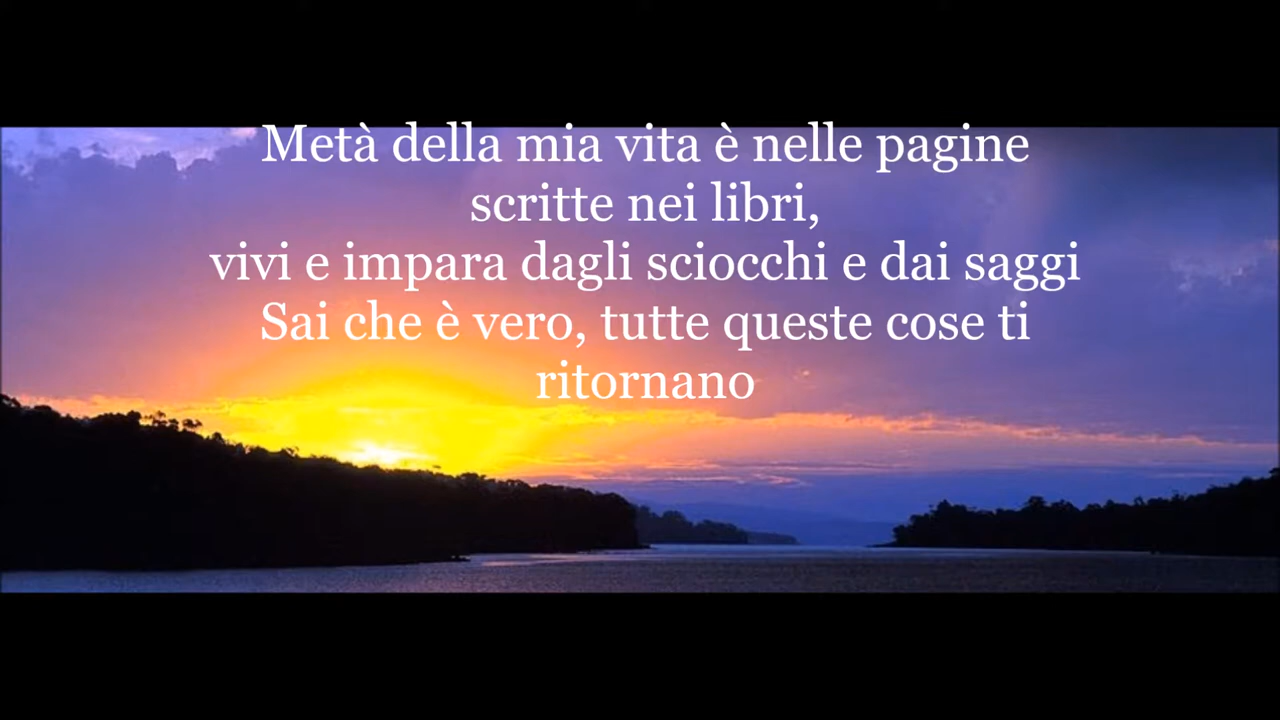 Metà della mia vita è nelle pagine
scritte nei libri,
vivi e impara dagli sciocchi e dai saggi
Sai che è vero, tutte queste cose ti
ritornano